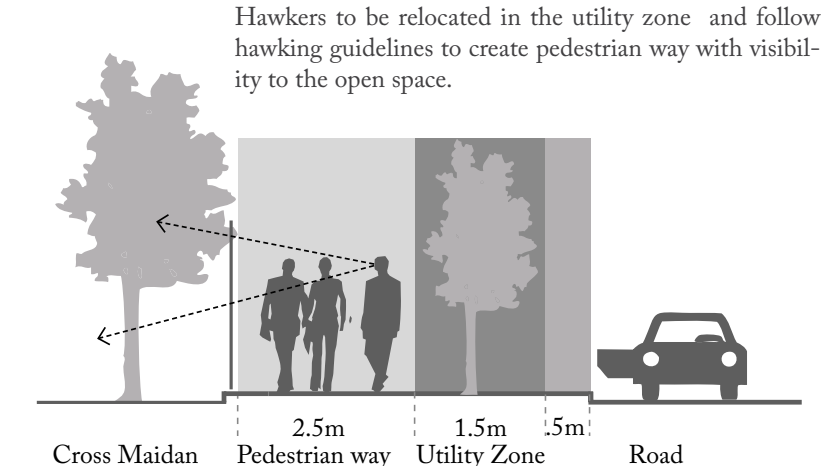 Hawkers to be relocated in the utility zone and follow
hawking guidelines to create pedestrian way with visibil-
ity to the open space.
2.5m 1.5m .5m
Cross Maidan Pedestrian way Utility Zone Road